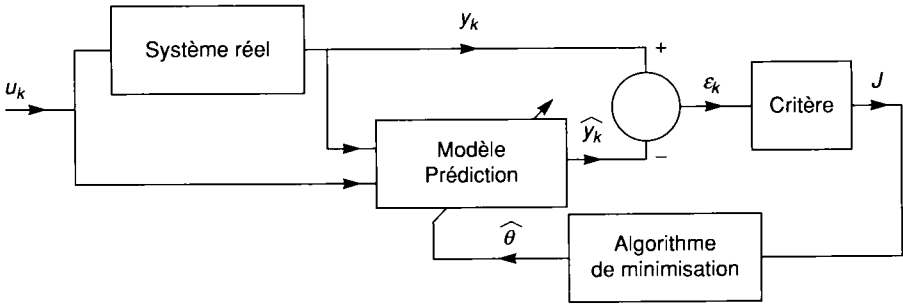 y_k
+
Système réel
u_k
ε_k
J
Critère
Modèle
Prédiction
ŷ_k
−
θ̂
Algorithme
de minimisation